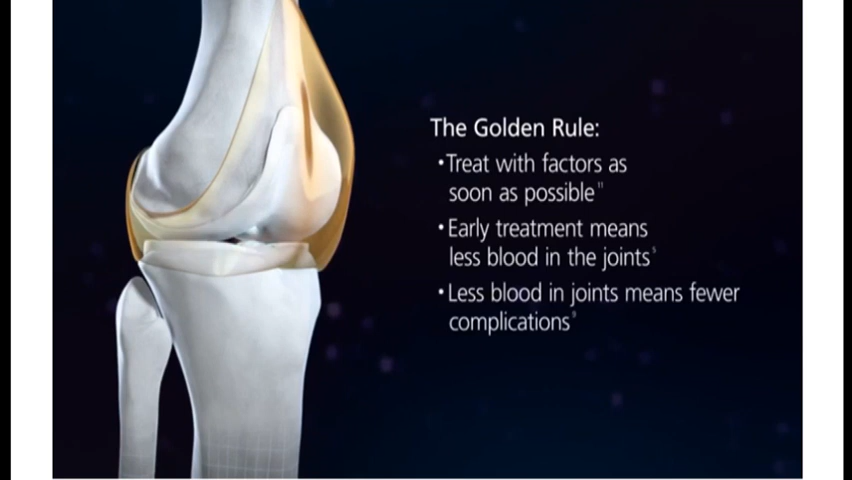 The Golden Rule:
•Treat with factors as
soon as possible¹¹
•Early treatment means
less blood in the joints
•Less blood in joints means fewer
complications